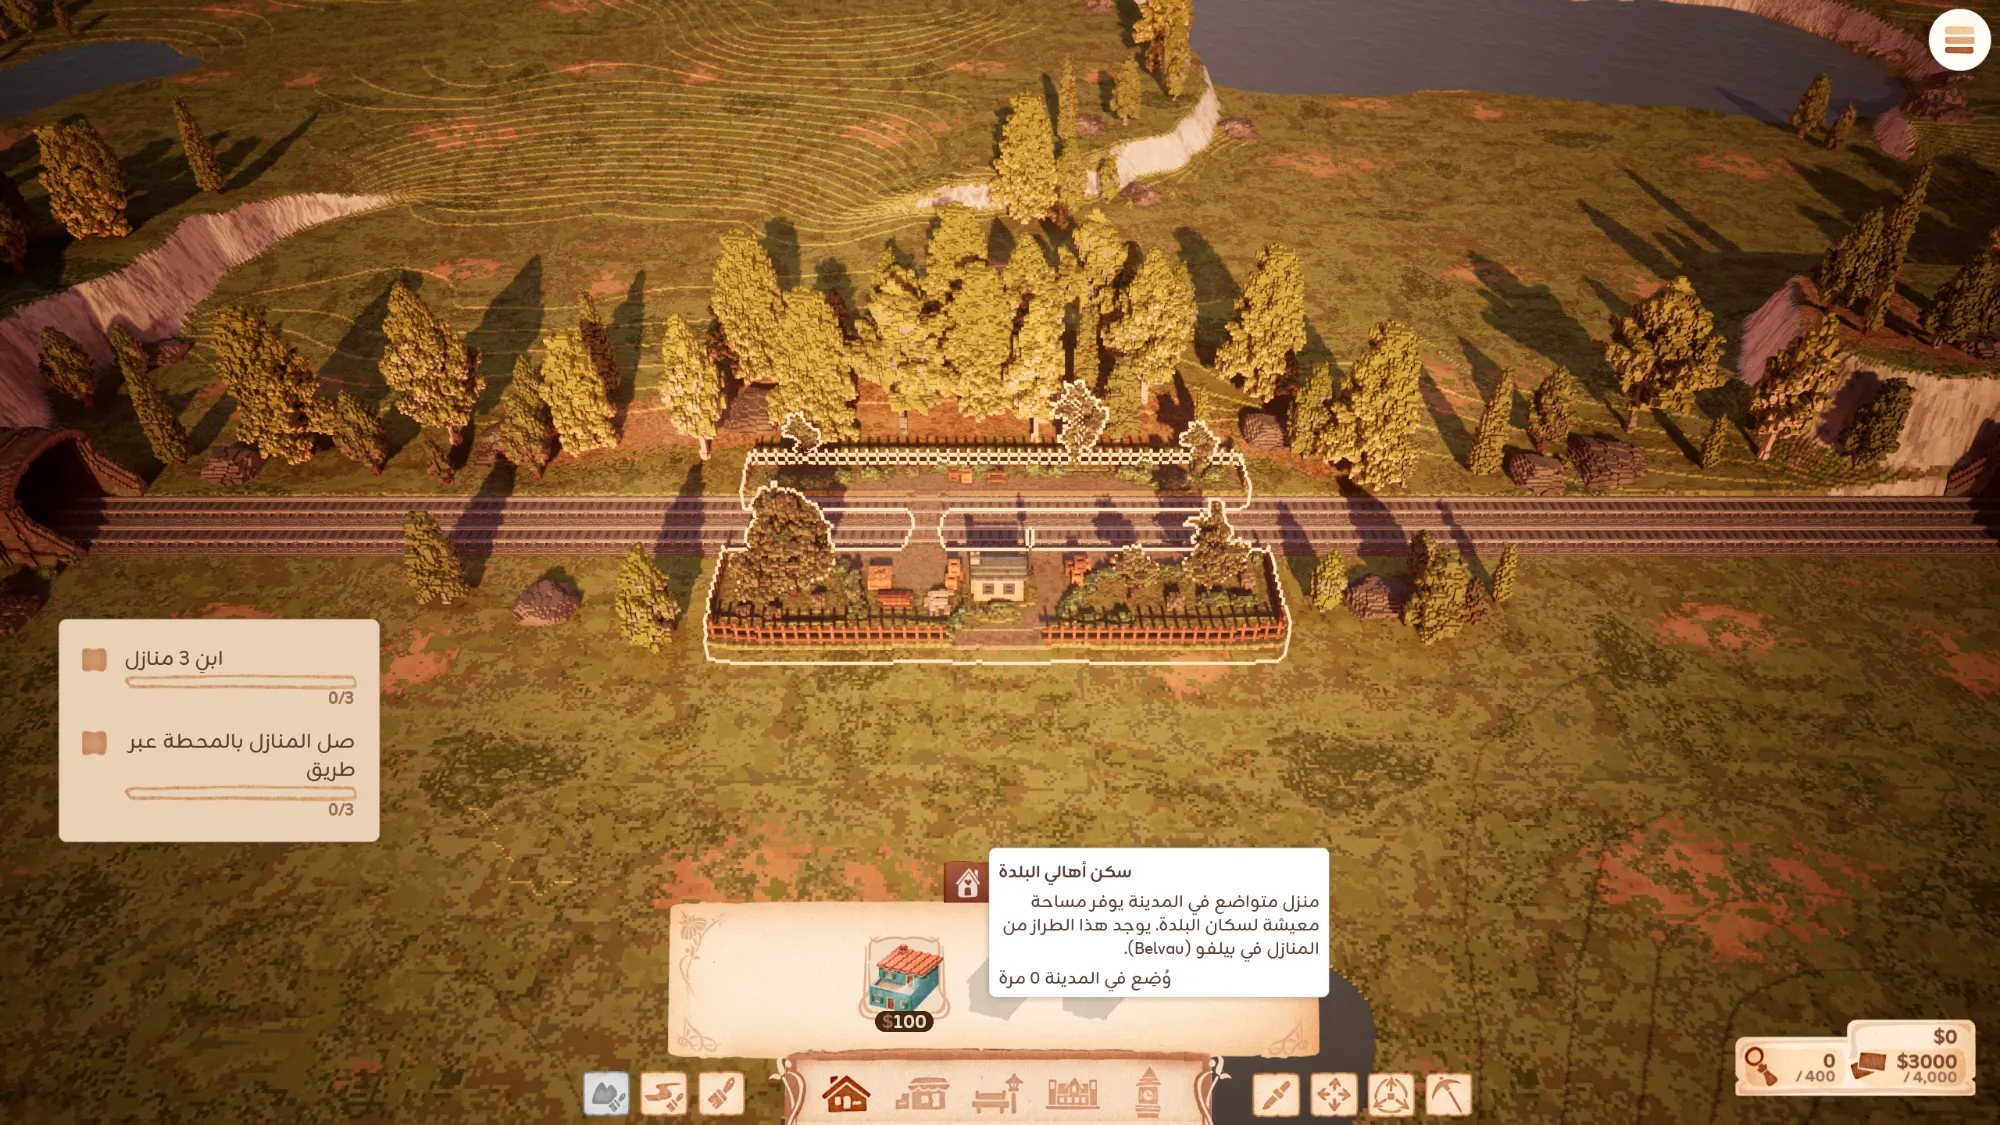 ابنِ 3 منازل
0/3
صل المنازل بالمحطة عبر
طريق
0/3
سكن أهالي البلدة
منزل متواضع في المدينة يوفر مساحة
معيشة لسكان البلدة. يوجد هذا الطراز من
المنازل في بيلفو (Belvau).
وُضِع في المدينة 0 مرة
$100
0
/400
$0
$3000
/4,000